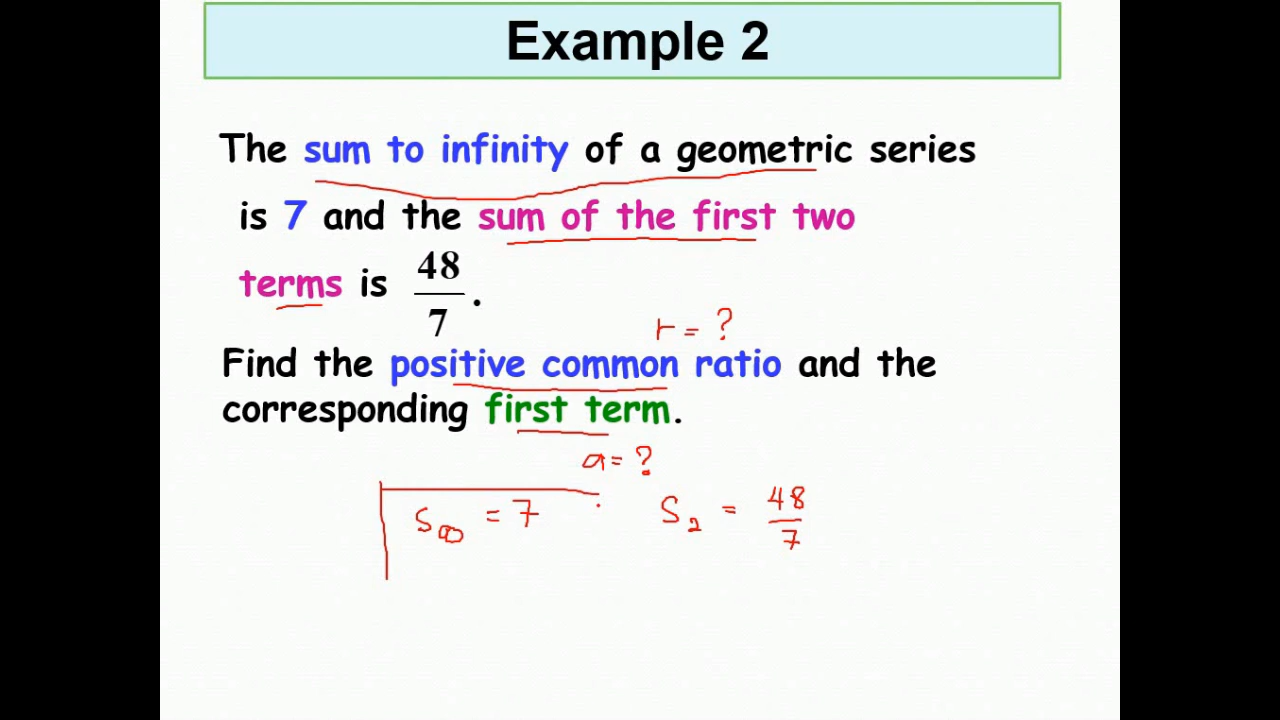 Example 2
The sum to infinity of a geometric series
is 7 and the sum of the first two
terms is 48/7.
r = ?
Find the positive common ratio and the
corresponding first term.
a = ?
S∞ = 7 S₂ = 48/7